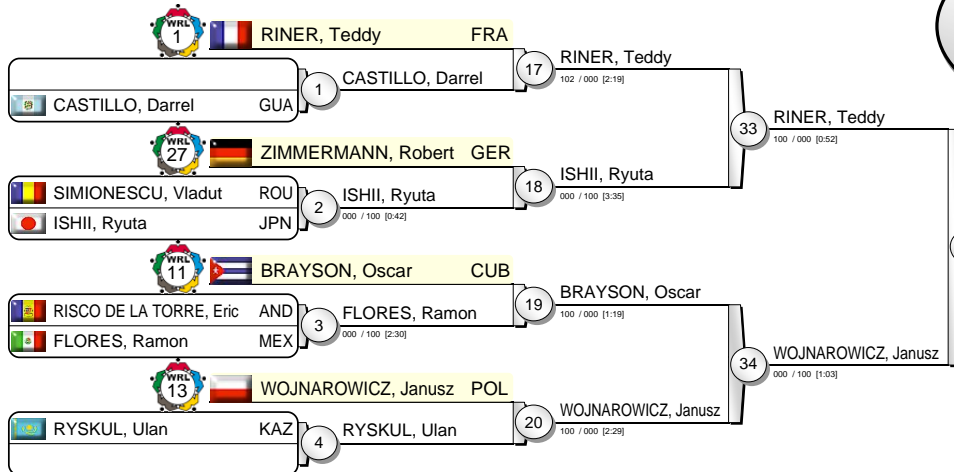 WRL
1
RINER, Teddy FRA
CASTILLO, Darrel GUA
1
CASTILLO, Darrel
17
RINER, Teddy
102 / 000 [2:19]
WRL
27
ZIMMERMANN, Robert GER
SIMIONESCU, Vladut ROU
ISHII, Ryuta JPN
2
ISHII, Ryuta
000 / 100 [0:42]
18
ISHII, Ryuta
000 / 100 [3:35]
33
RINER, Teddy
100 / 000 [0:52]
WRL
11
BRAYSON, Oscar CUB
RISCO DE LA TORRE, Eric AND
FLORES, Ramon MEX
3
FLORES, Ramon
000 / 100 [2:30]
19
BRAYSON, Oscar
100 / 000 [1:19]
WRL
13
WOJNAROWICZ, Janusz POL
RYSKUL, Ulan KAZ
4
RYSKUL, Ulan
20
WOJNAROWICZ, Janusz
100 / 000 [2:29]
34
WOJNAROWICZ, Janusz
000 / 100 [1:03]